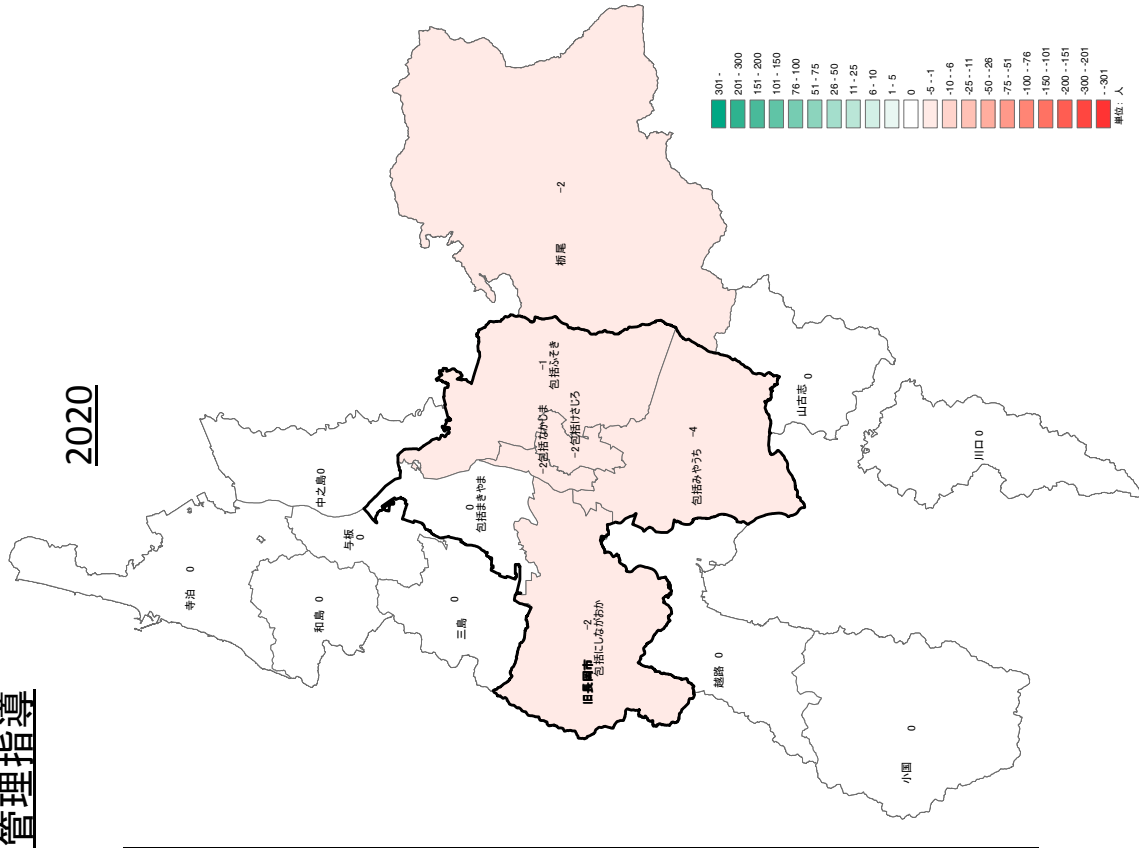 管理指導
2020
寺泊 0
中之島0
与板
0
和島 0
三島 0
0
包括まきやま
-2包括なかじま
-1
包括ふそき
-2包括けさじろ
栃尾 -2
-2
包括にしながおか
旧長岡市
包括みやうち -4
山古志 0
川口 0
越路 0
小国 0
301 -
201 - 300
151 - 200
101 - 150
76 - 100
51 - 75
26 - 50
11 - 25
6 - 10
1 - 5
0
-5 - -1
-10 - -6
-25 - -11
-50 - -26
-75 - -51
-100 - -76
-150 - -101
-200 - -151
-300 - -201
- -301
単位: 人